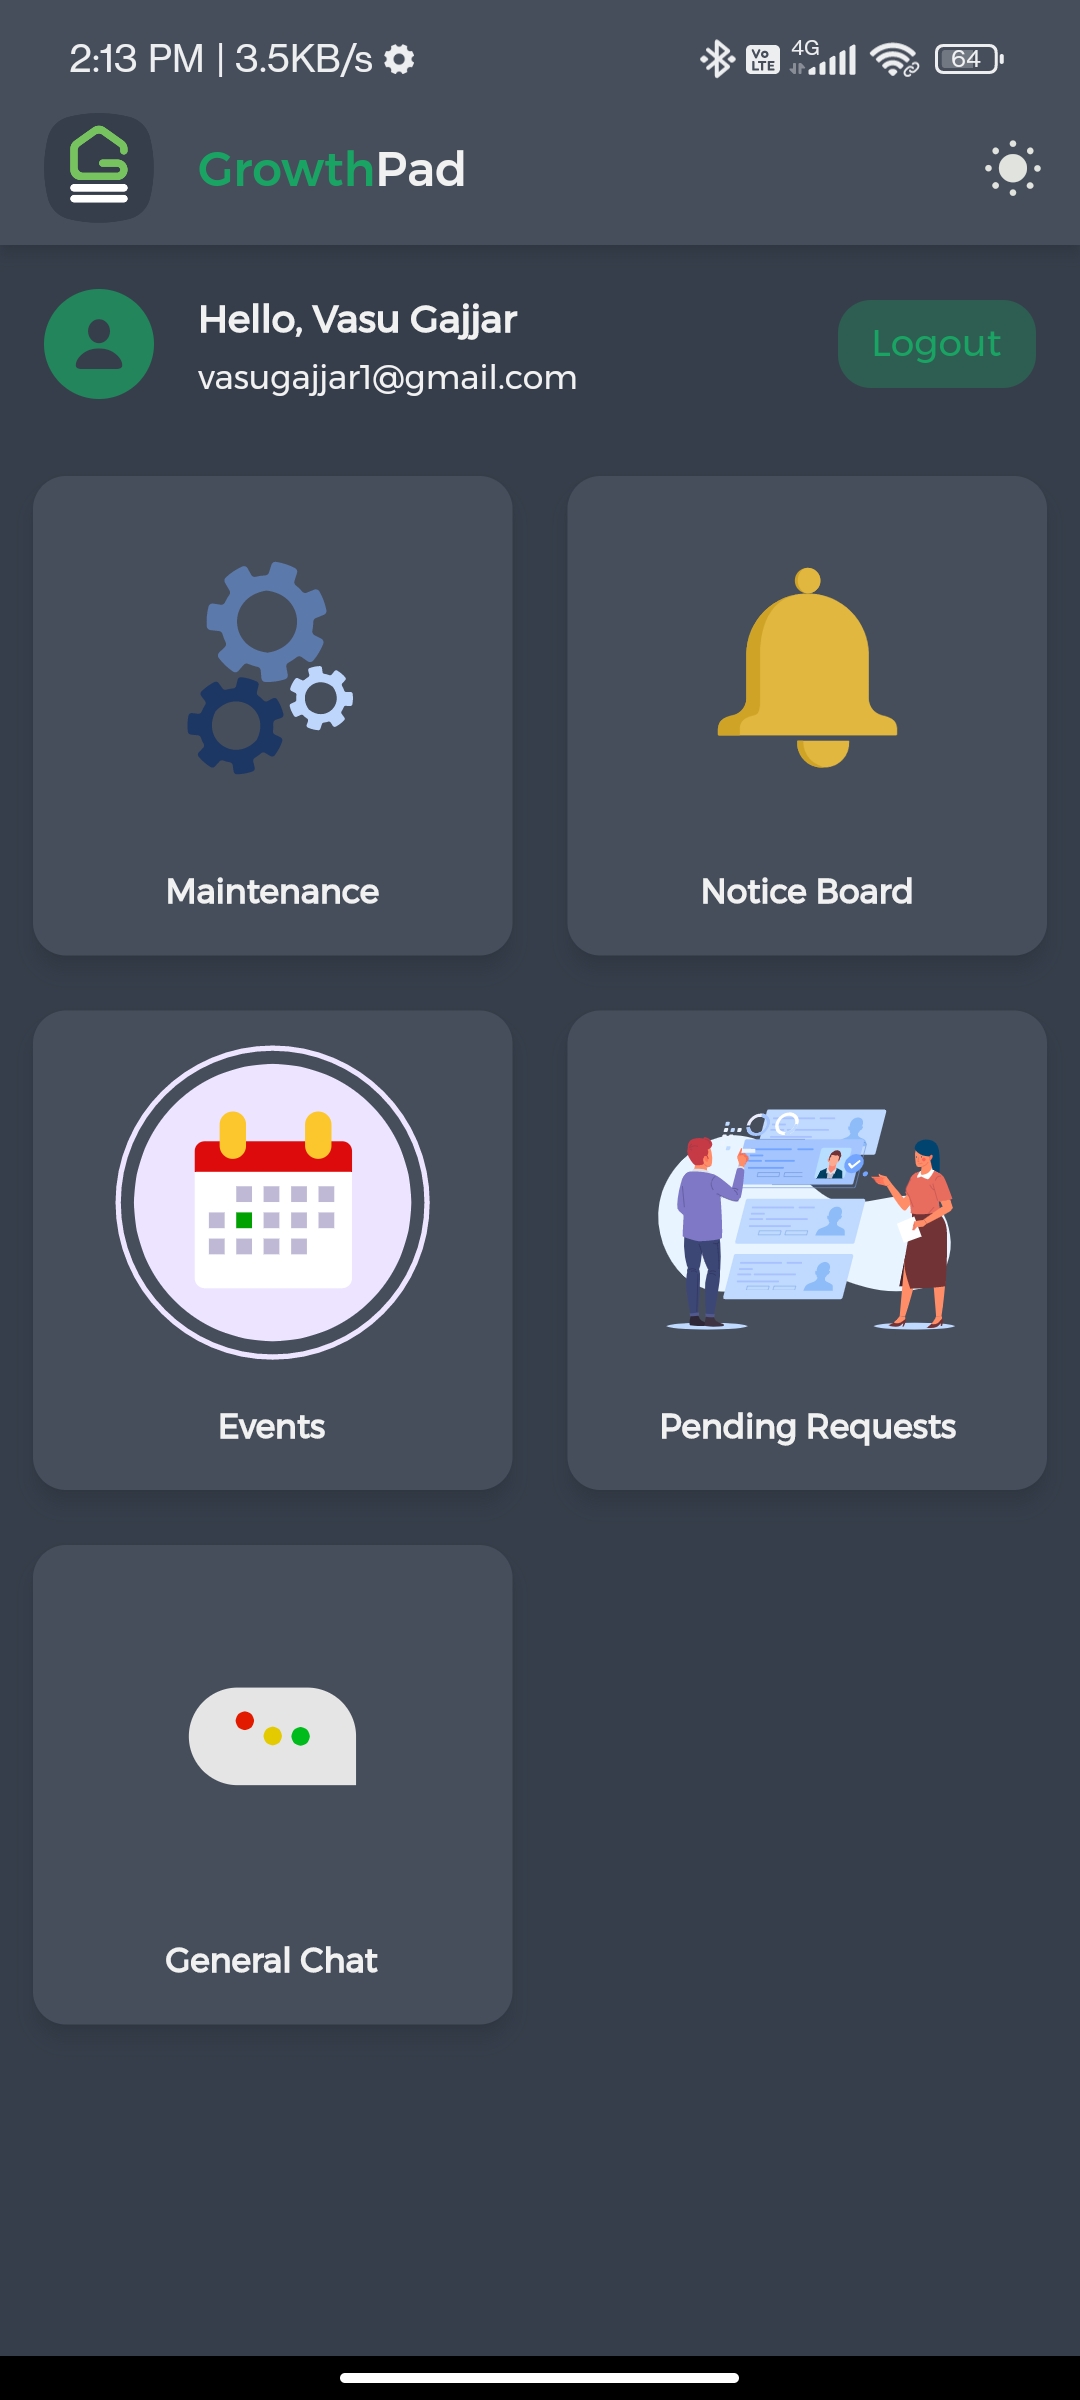 2:13 PM | 3.5KB/s
Vo LTE
4G
64
GrowthPad
Hello, Vasu Gajjar
vasugajjar1@gmail.com
Logout
Maintenance
Notice Board
Events
Pending Requests
General Chat